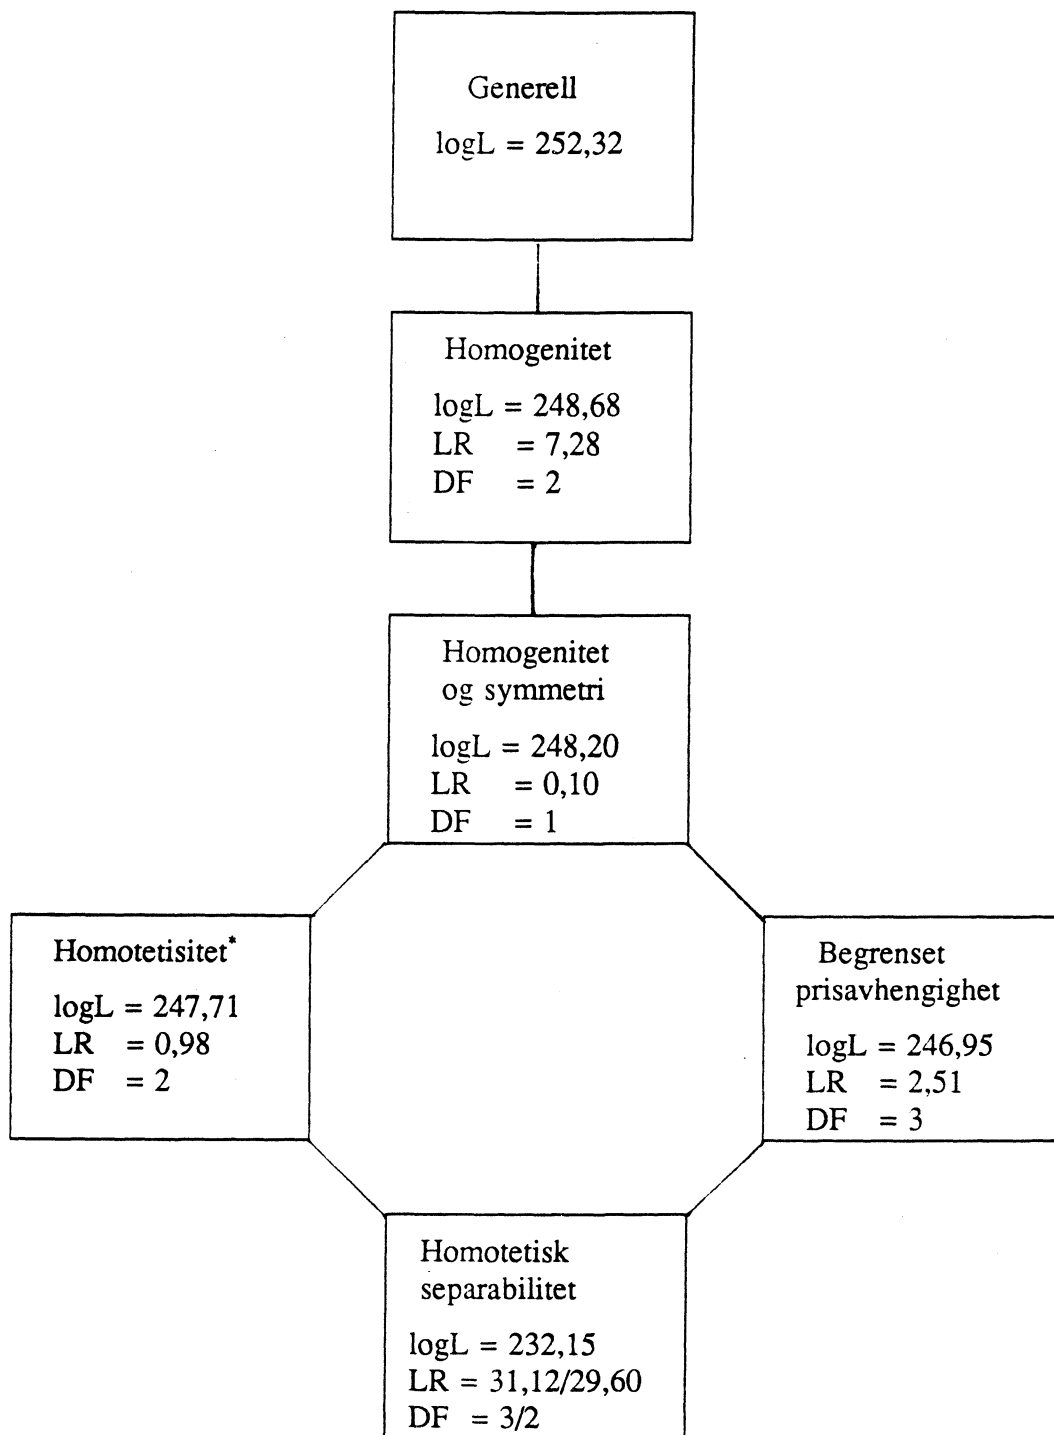 Generell
logL = 252,32
Homogenitet
logL = 248,68
LR = 7,28
DF = 2
Homogenitet
og symmetri
logL = 248,20
LR = 0,10
DF = 1
Homotetisitet*
logL = 247,71
LR = 0,98
DF = 2
Begrenset
prisavhengighet
logL = 246,95
LR = 2,51
DF = 3
Homotetisk
separabilitet
logL = 232,15
LR = 31,12/29,60
DF = 3/2